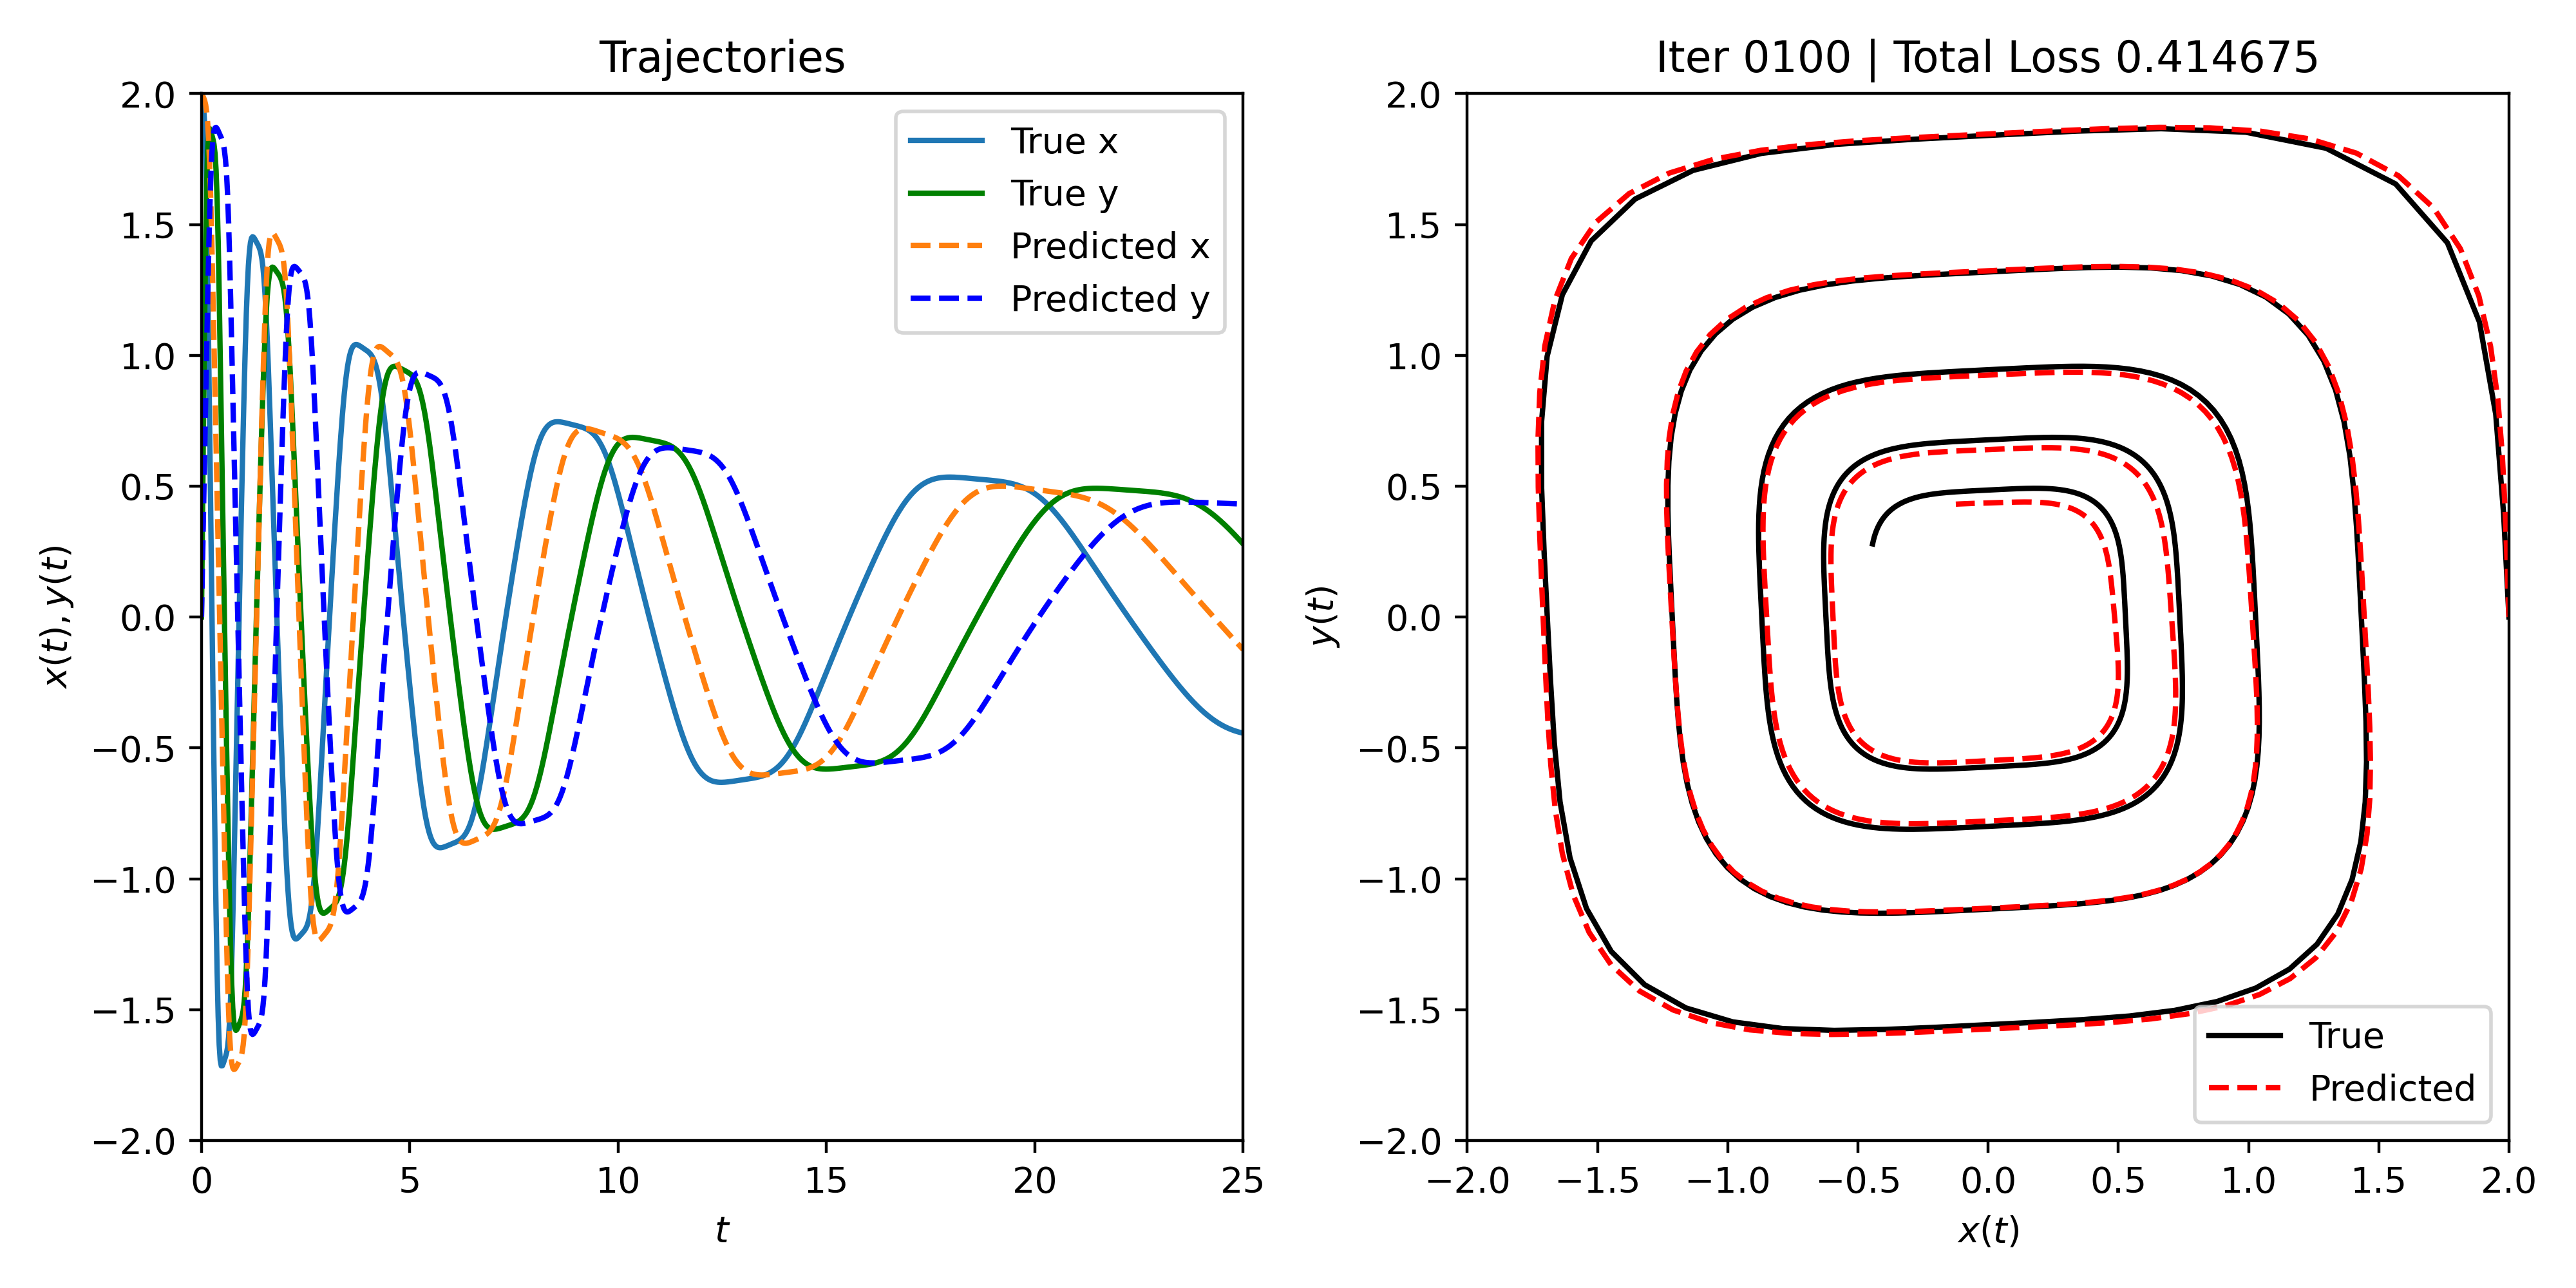 Trajectories
2.0
1.5
1.0
0.5
0.0
−0.5
−1.0
−1.5
−2.0
x(t), y(t)
0 5 10 15 20 25
t
True x
True y
Predicted x
Predicted y
Iter 0100 | Total Loss 0.414675
2.0
1.5
1.0
0.5
0.0
−0.5
−1.0
−1.5
−2.0
y(t)
−2.0 −1.5 −1.0 −0.5 0.0 0.5 1.0 1.5 2.0
x(t)
True
Predicted